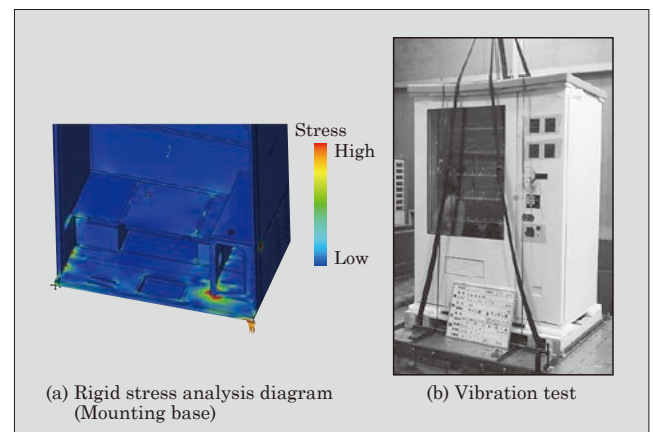 Stress
High
Low
(a) Rigid stress analysis diagram
(Mounting base)
(b) Vibration test